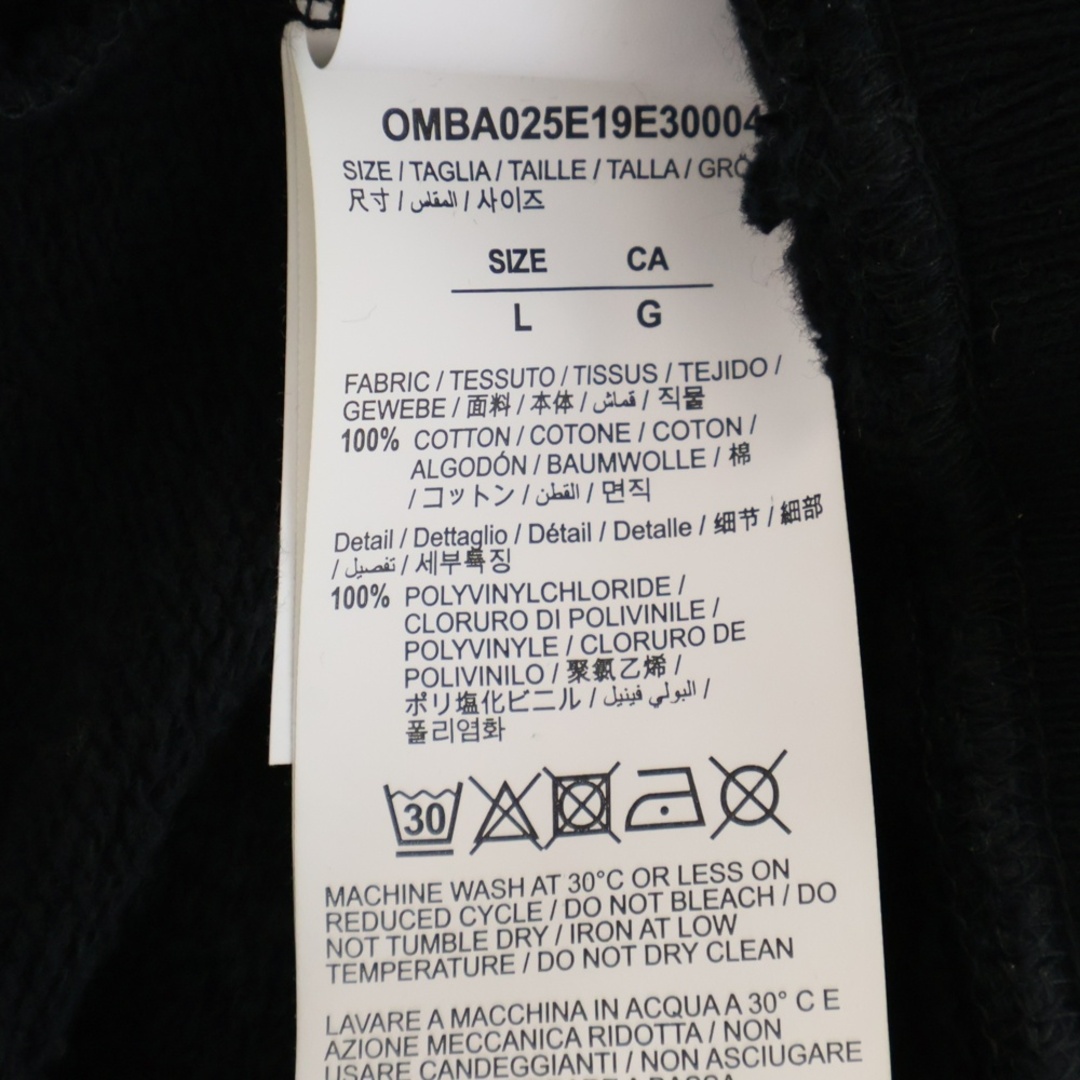 OMBA025E19E30004
SIZE / TAGLIA / TAILLE / TALLA /
尺寸 / المقلس / 사이즈
SIZE CA
L G
FABRIC / TESSUTO / TISSUS / TEJIDO /
GEWEBE / 面料 / 本体 / قماش / 직물
100% COTTON / COTONE / COTON /
ALGODÓN / BAUMWOLLE / 棉
/ コットン / القطن / 면직
Detail / Dettaglio / Détail / Detalle / 细节 / 細部
/ تفصيل / 세부특징
100% POLYVINYLCHLORIDE /
CLORURO DI POLIVINILE /
POLYVINYLE / CLORURO DE
POLIVINILO / 聚氯乙烯 /
ポリ塩化ビニル / البولي فينيل /
폴리염화
30
MACHINE WASH AT 30°C OR LESS ON
REDUCED CYCLE / DO NOT BLEACH / DO
NOT TUMBLE DRY / IRON AT LOW
TEMPERATURE / DO NOT DRY CLEAN
LAVARE A MACCHINA IN ACQUA A 30° C E
AZIONE MECCANICA RIDOTTA / NON
USARE CANDEGGIANTI / NON ASCIUGARE